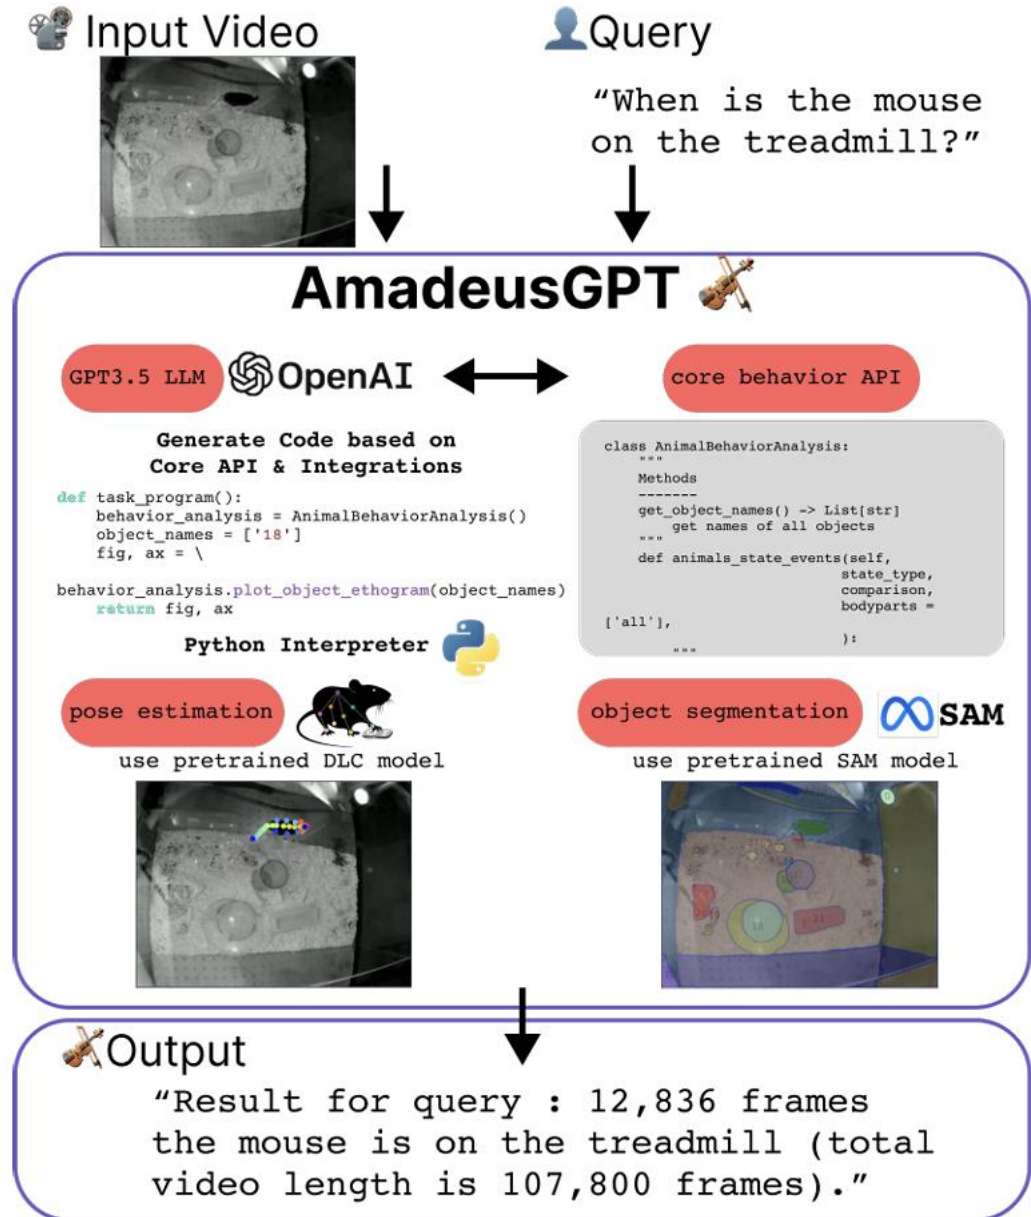 Input Video
Query
“When is the mouse
on the treadmill?”
AmadeusGPT
GPT3.5 LLM
OpenAI
core behavior API
Generate Code based on
Core API & Integrations
def task_program():
behavior_analysis = AnimalBehaviorAnalysis()
object_names = ['18']
fig, ax = \
behavior_analysis.plot_object_ethogram(object_names)
return fig, ax
Python Interpreter
class AnimalBehaviorAnalysis:
"""
Methods
-------
get_object_names() -> List[str]
get names of all objects
"""
def animals_state_events(self,
state_type,
comparison,
bodyparts =
['all'],
):
"""
pose estimation
use pretrained DLC model
object segmentation
SAM
use pretrained SAM model
18
Output
“Result for query : 12,836 frames
the mouse is on the treadmill (total
video length is 107,800 frames).”